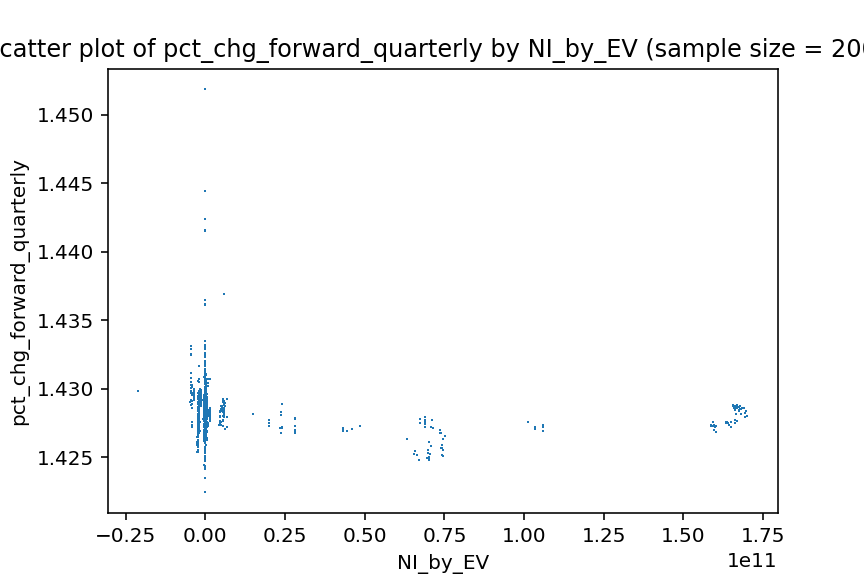 catter plot of pct_chg_forward_quarterly by NI_by_EV (sample size = 20
1.450
1.445
1.440
1.435
1.430
1.425
pct_chg_forward_quarterly
−0.25 0.00 0.25 0.50 0.75 1.00 1.25 1.50 1.75
1e11
NI_by_EV